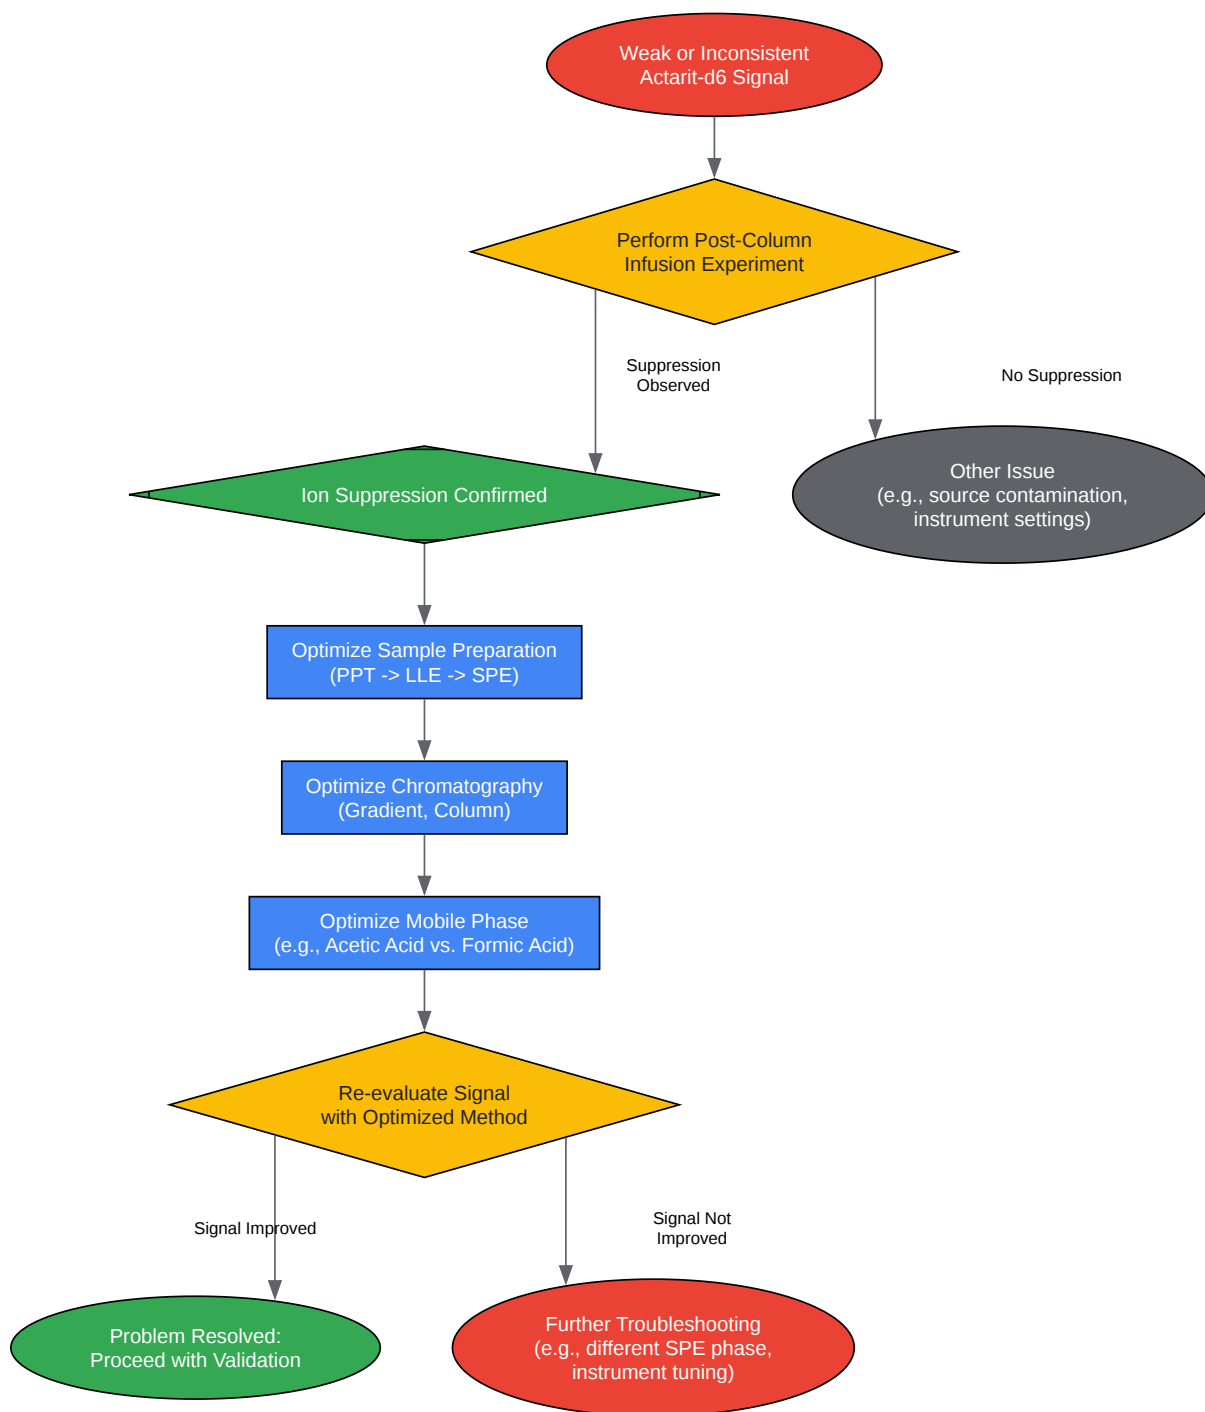 Weak or Inconsistent
Actarit-d6 Signal
Perform Post-Column
Infusion Experiment
Suppression
Observed
No Suppression
Ion Suppression Confirmed
Other Issue
(e.g., source contamination,
instrument settings)
Optimize Sample Preparation
(PPT -> LLE -> SPE)
Optimize Chromatography
(Gradient, Column)
Optimize Mobile Phase
(e.g., Acetic Acid vs. Formic Acid)
Re-evaluate Signal
with Optimized Method
Signal Improved
Signal Not
Improved
Problem Resolved:
Proceed with Validation
Further Troubleshooting
(e.g., different SPE phase,
instrument tuning)